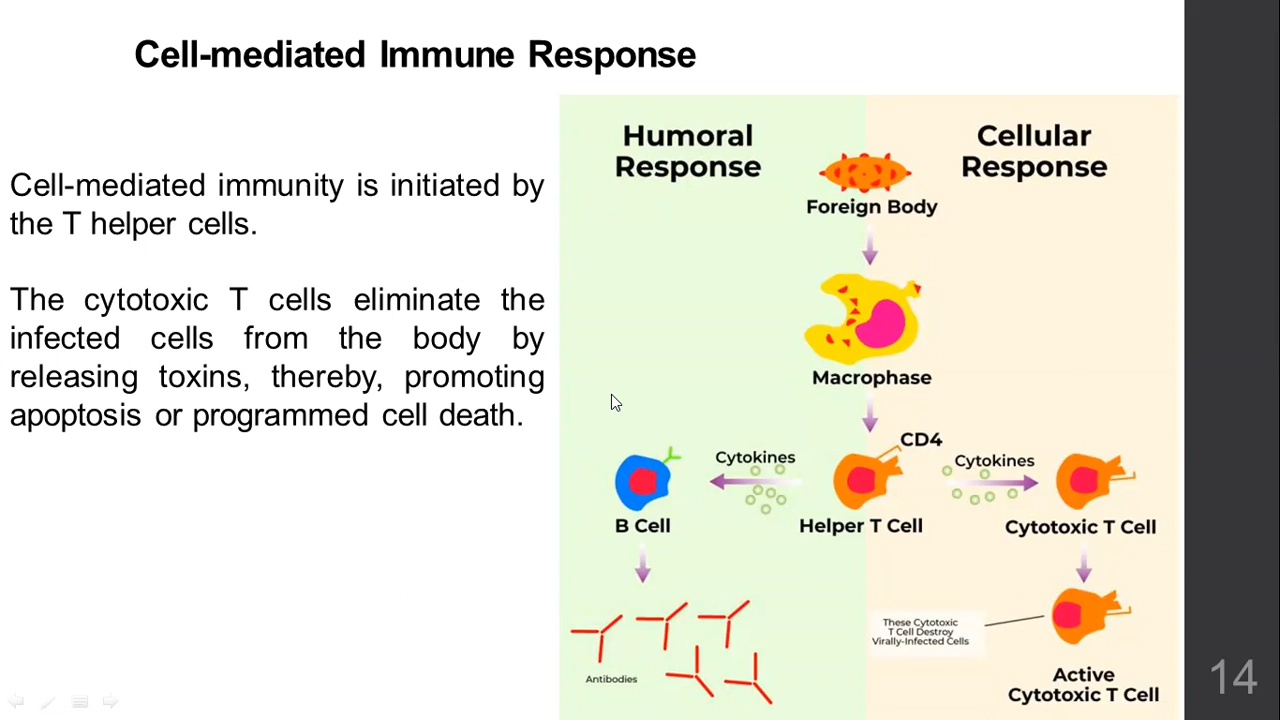 Cell-mediated Immune Response
Cell-mediated immunity is initiated by
the T helper cells.
The cytotoxic T cells eliminate the
infected cells from the body by
releasing toxins, thereby, promoting
apoptosis or programmed cell death.
Humoral
Response
Cellular
Response
Foreign Body
Macrophase
CD4
Cytokines
Cytokines
B Cell
Helper T Cell
Cytotoxic T Cell
These Cytotoxic
T Cell Destroy
Virally-Infected Cells
Antibodies
Active
Cytotoxic T Cell
14